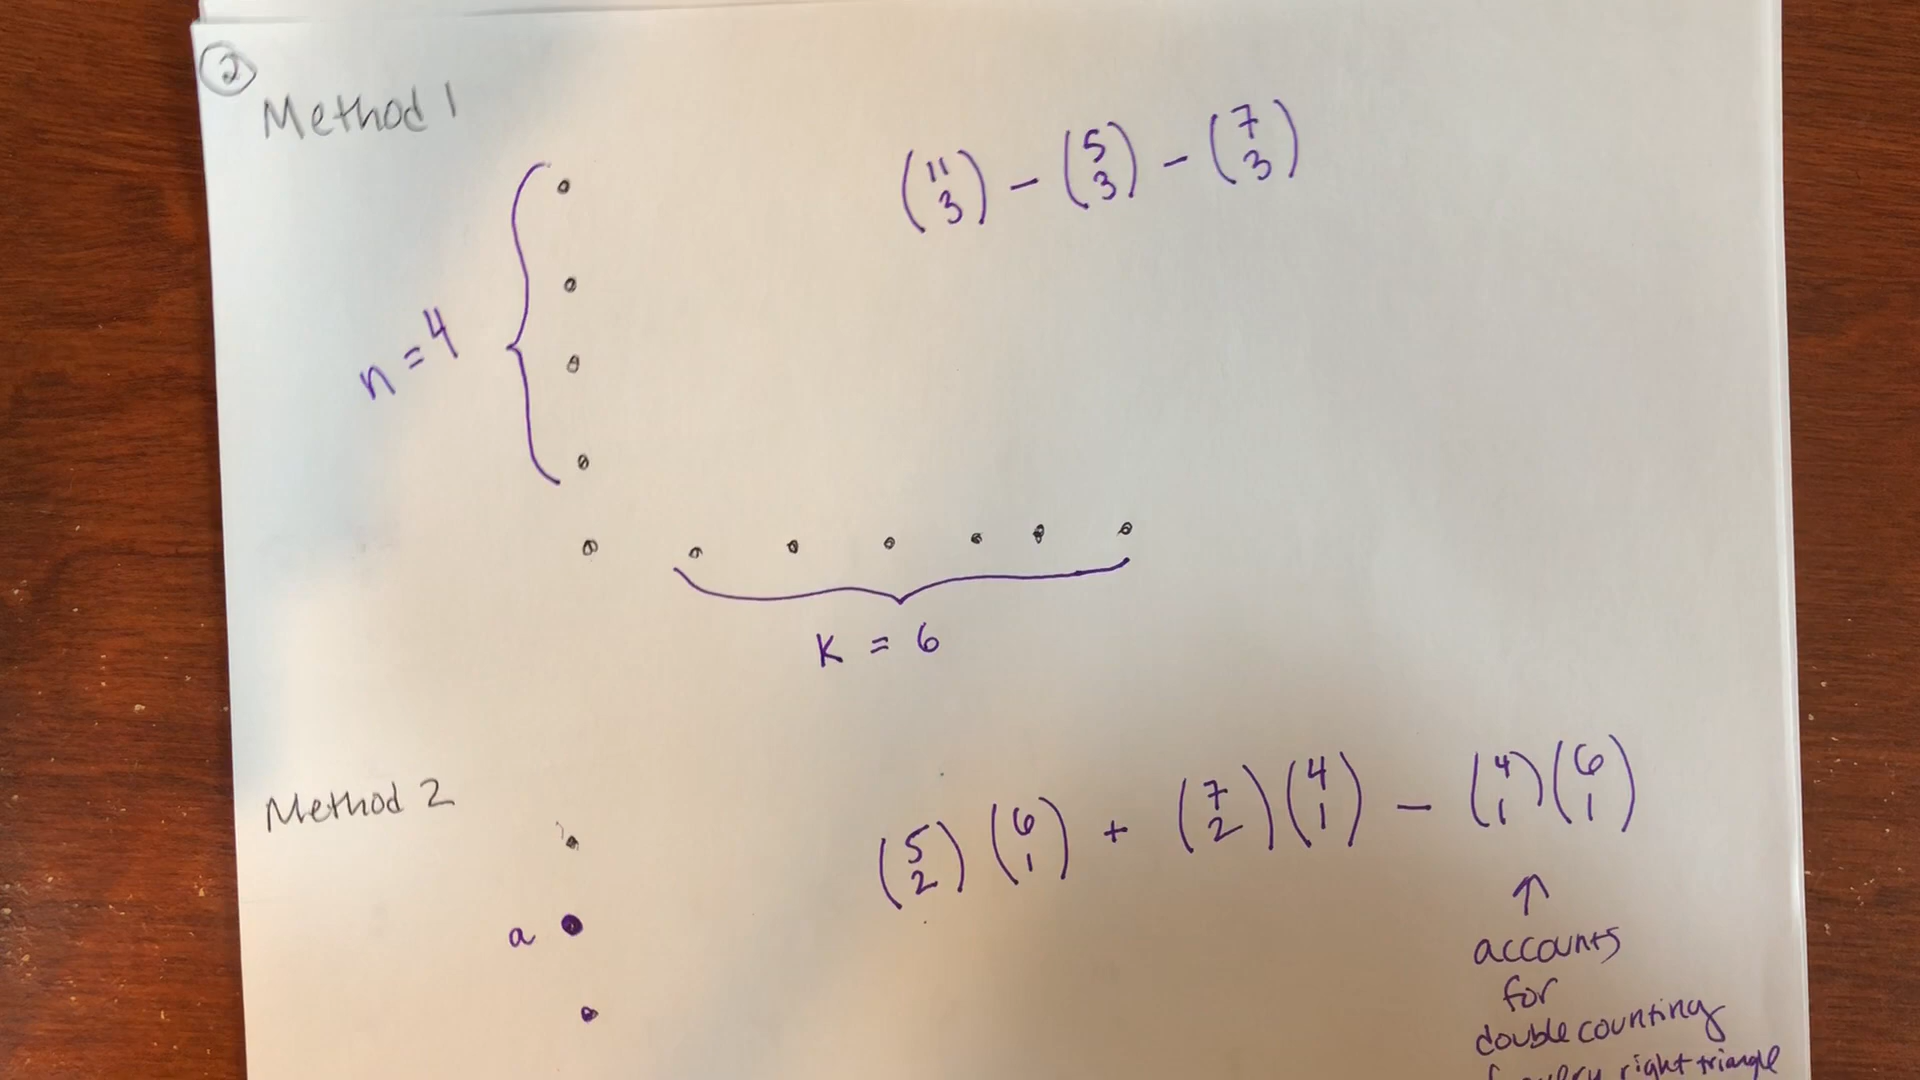 ②
Method 1
(11 3) - (5 3) - (7 3)
n = 4
K = 6
Method 2
(5 2)(6 1) + (7 2)(4 1) - (4 1)(6 1)
a
↑
accounts
for
double counting
every right triangle